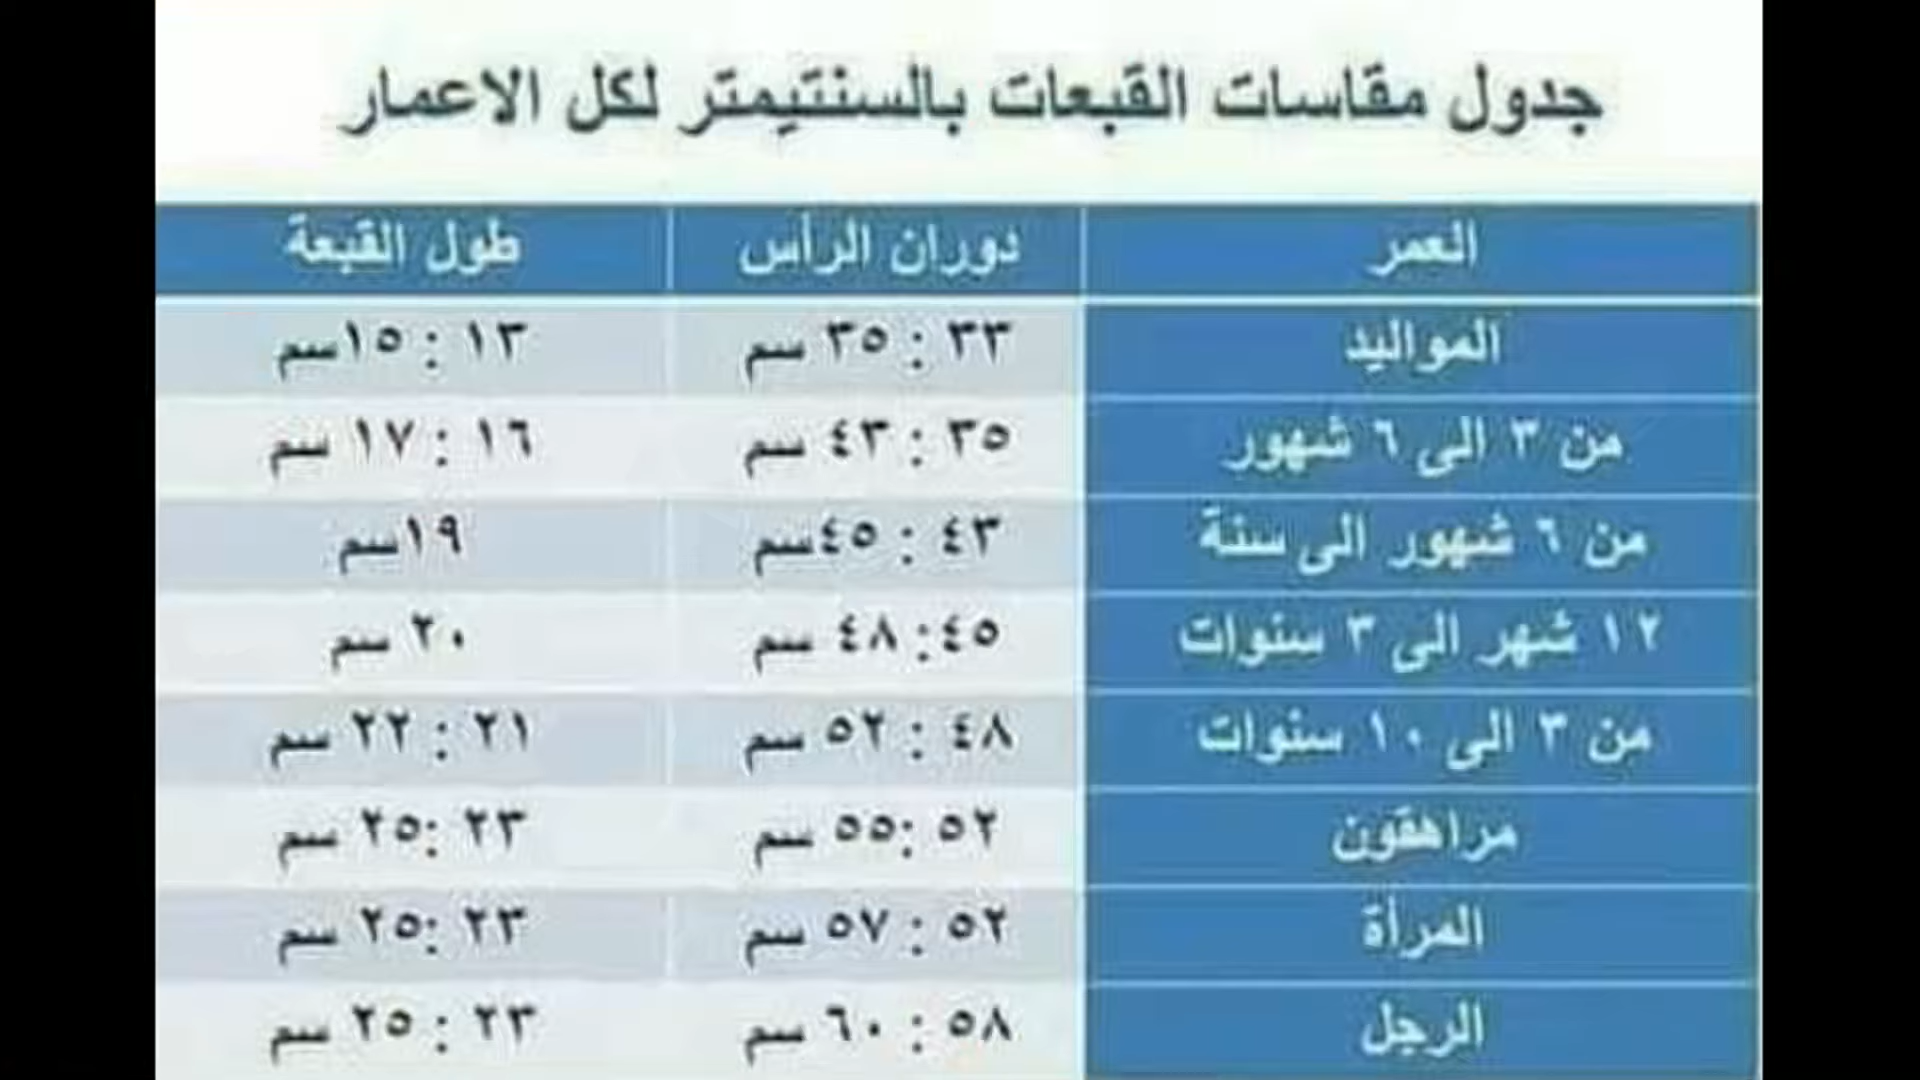 جدول مقاسات القبعات بالسنتيمتر لكل الاعمار
العمر دوران الرأس طول القبعة
المواليد ٣٣ : ٣٥ سم ١٣ : ١٥سم
من ٣ الى ٦ شهور ٣٥ : ٤٣ سم ١٦ : ١٧ سم
من ٦ شهور الى سنة ٤٣ : ٤٥سم ١٩سم
١٢ شهر الى ٣ سنوات ٤٥: ٤٨ سم ٢٠ سم
من ٣ الى ١٠ سنوات ٤٨ : ٥٢ سم ٢١ : ٢٢ سم
مراهقون ٥٢ :٥٥ سم ٢٣ :٢٥ سم
المرأة ٥٢ : ٥٧ سم ٢٣ :٢٥ سم
الرجل ٥٨ : ٦٠ سم ٢٣ : ٢٥ سم